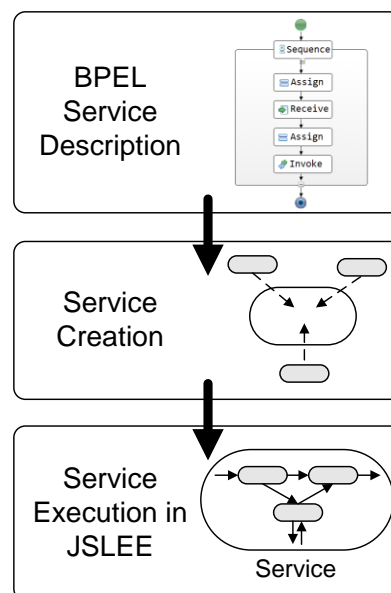 BPEL
Service
Description
Sequence
Assign
Receive
Assign
Invoke
Service
Creation
Service
Execution in
JSLEE
Service